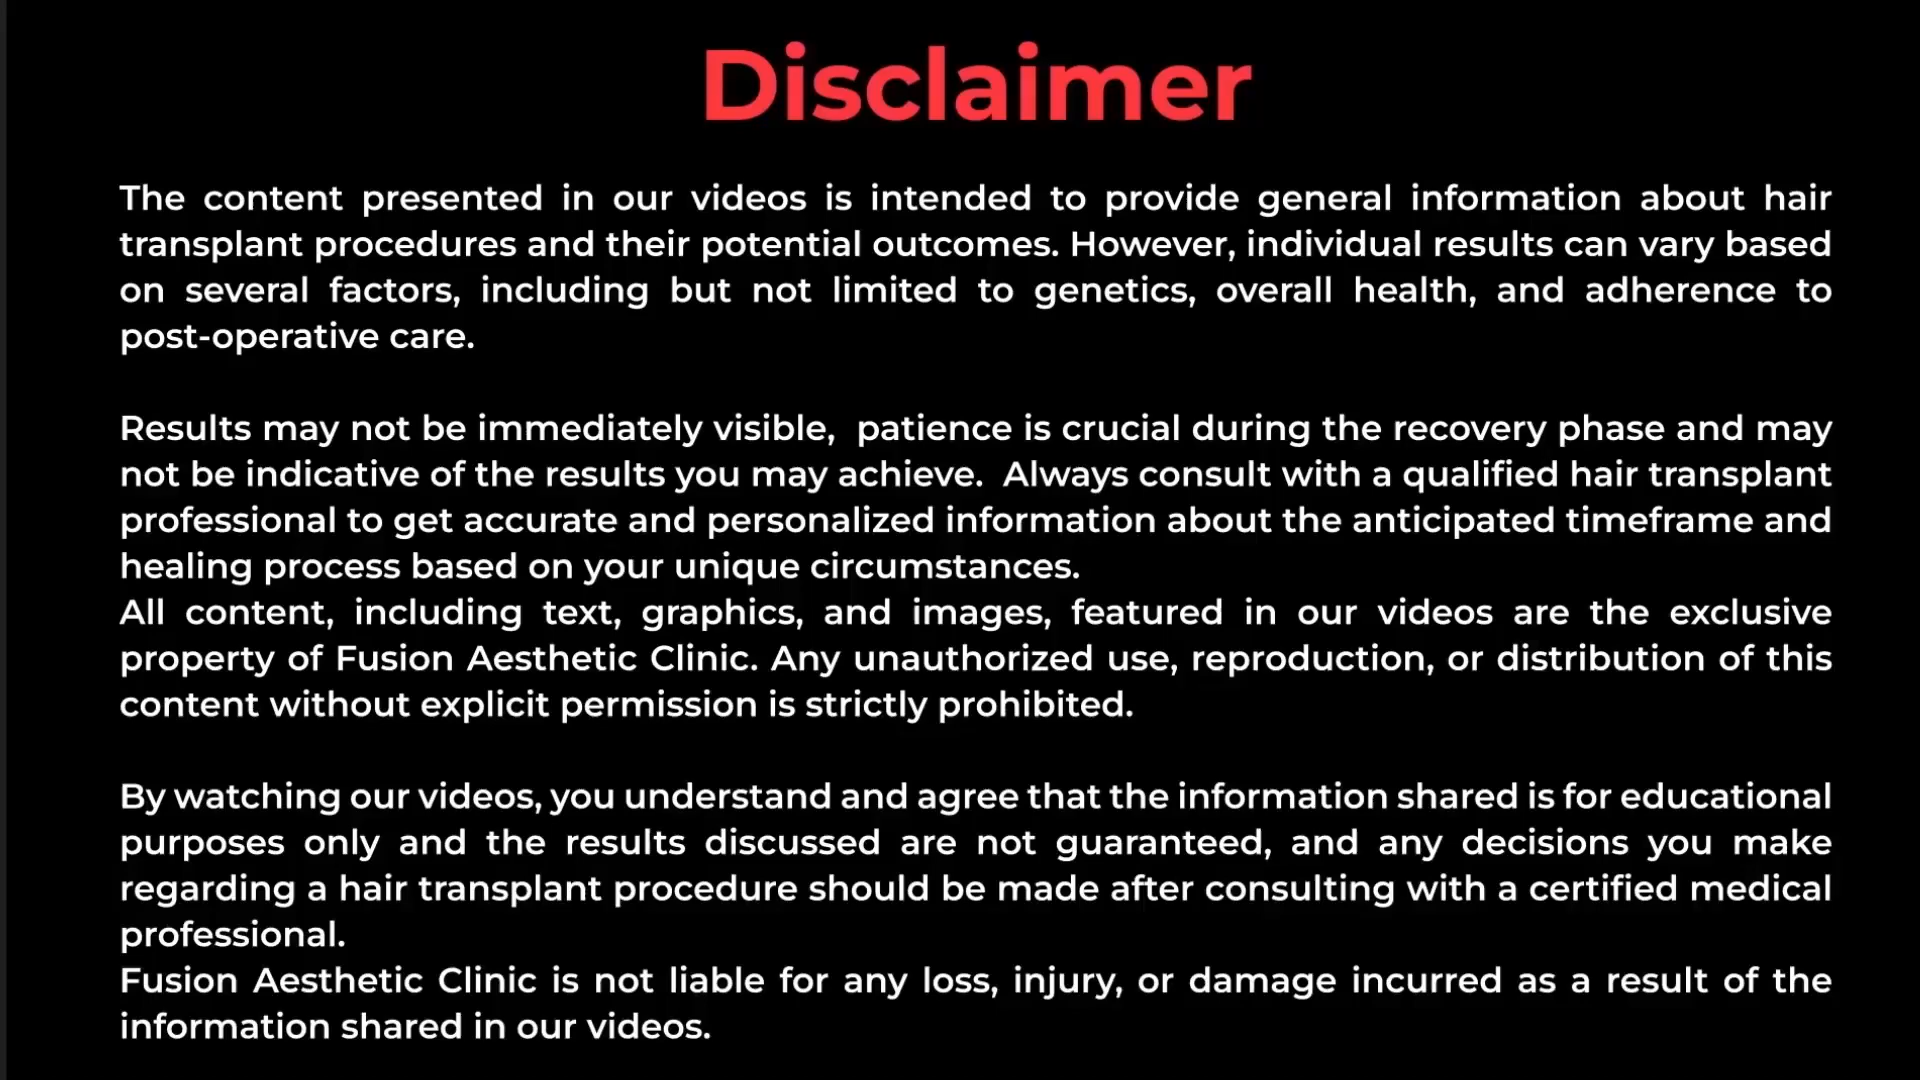 Disclaimer
The content presented in our videos is intended to provide general information about hair
transplant procedures and their potential outcomes. However, individual results can vary based
on several factors, including but not limited to genetics, overall health, and adherence to
post-operative care.
Results may not be immediately visible,  patience is crucial during the recovery phase and may
not be indicative of the results you may achieve.  Always consult with a qualified hair transplant
professional to get accurate and personalized information about the anticipated timeframe and
healing process based on your unique circumstances.
All content, including text, graphics, and images, featured in our videos are the exclusive
property of Fusion Aesthetic Clinic. Any unauthorized use, reproduction, or distribution of this
content without explicit permission is strictly prohibited.
By watching our videos, you understand and agree that the information shared is for educational
purposes only and the results discussed are not guaranteed, and any decisions you make
regarding a hair transplant procedure should be made after consulting with a certified medical
professional.
Fusion Aesthetic Clinic is not liable for any loss, injury, or damage incurred as a result of the
information shared in our videos.